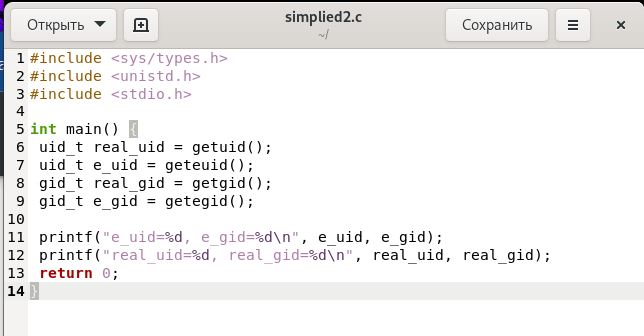 Открыть
simplied2.c
~/
Сохранить
1 #include <sys/types.h>
2 #include <unistd.h>
3 #include <stdio.h>
4
5 int main() {
6 uid_t real_uid = getuid();
7 uid_t e_uid = geteuid();
8 gid_t real_gid = getgid();
9 gid_t e_gid = getegid();
10
11 printf("e_uid=%d, e_gid=%d\n", e_uid, e_gid);
12 printf("real_uid=%d, real_gid=%d\n", real_uid, real_gid);
13 return 0;
14 }